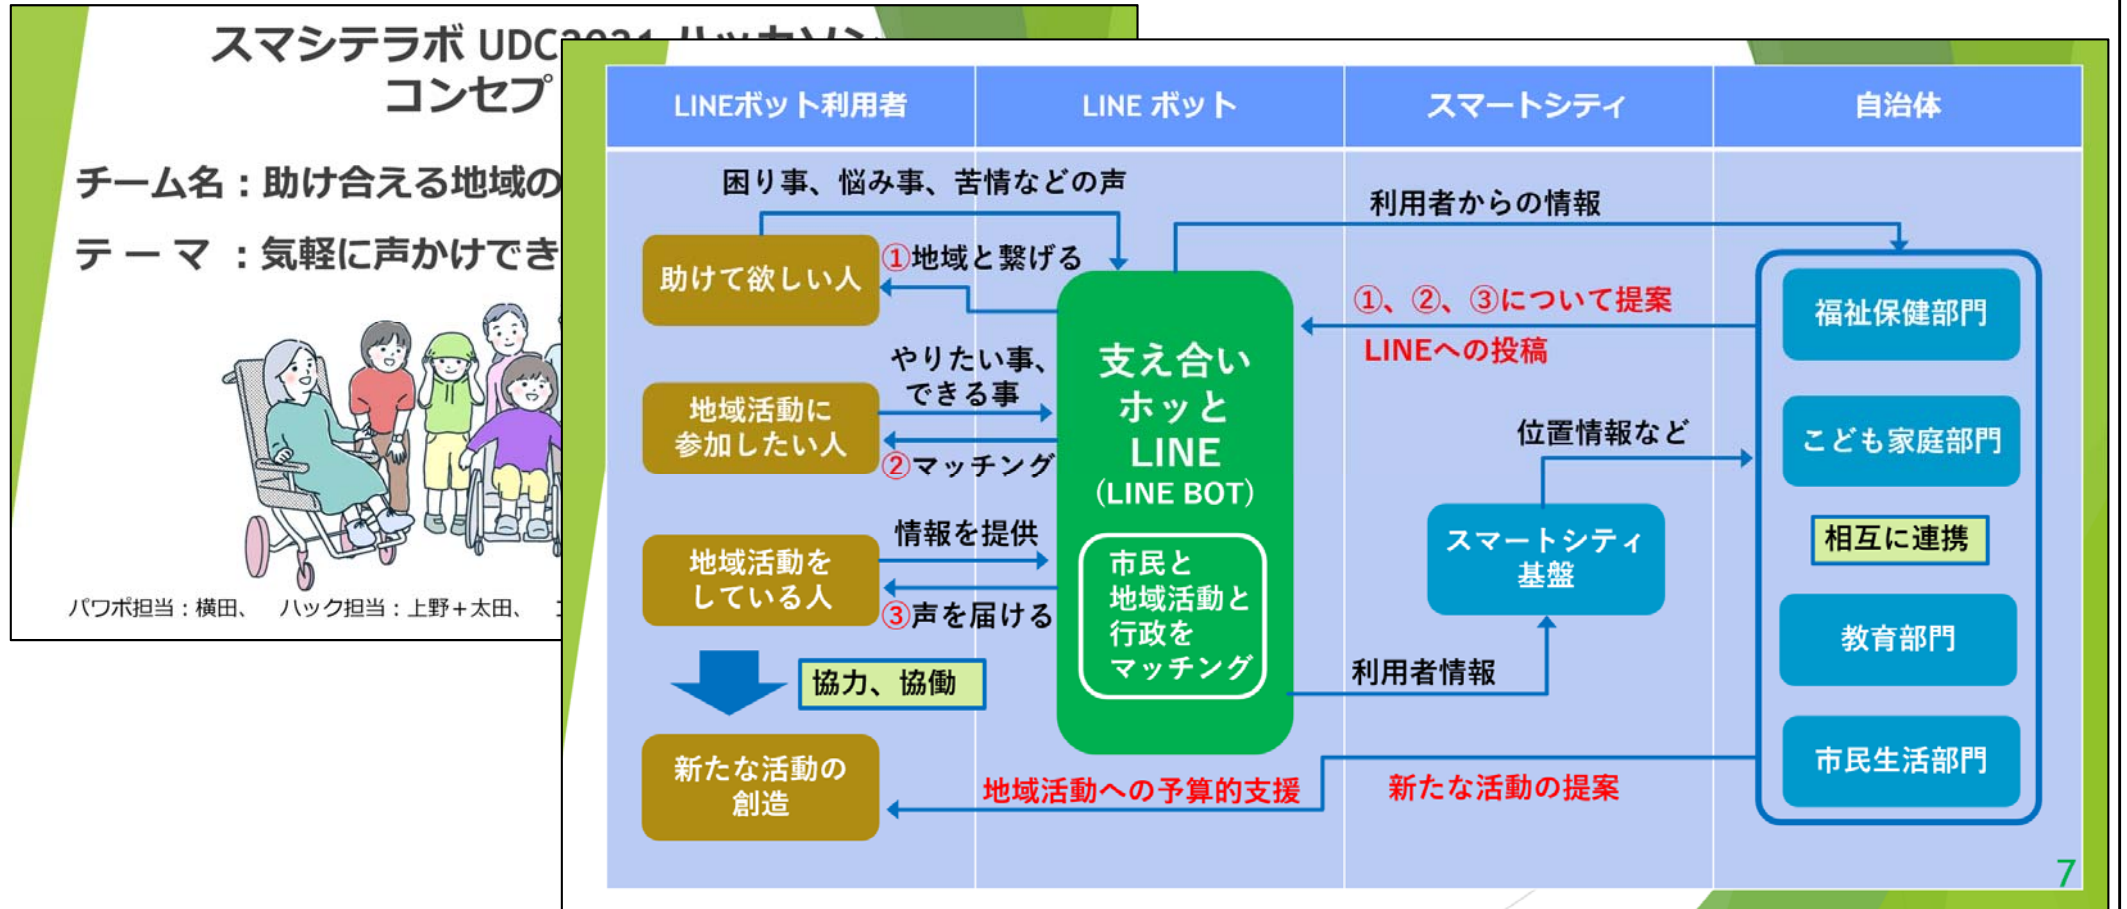 スマシテラボ UDC2021 ハッカソン
コンセプ
チーム名：助け合える地域の
テ ー マ ：気軽に声かけでき
パワポ担当：横田、 ハック担当：上野＋太田、
LINEボット利用者
LINE ボット
スマートシティ
自治体
困り事、悩み事、苦情などの声
利用者からの情報
助けて欲しい人
①地域と繋げる
①、②、③について提案
LINEへの投稿
福祉保健部門
やりたい事、
できる事
地域活動に
参加したい人
②マッチング
支え合い
ホッと
LINE
（LINE BOT）
位置情報など
こども家庭部門
情報を提供
地域活動を
している人
③声を届ける
市民と
地域活動と
行政を
マッチング
スマートシティ
基盤
相互に連携
教育部門
協力、協働
利用者情報
新たな活動の
創造
地域活動への予算的支援
新たな活動の提案
市民生活部門
7